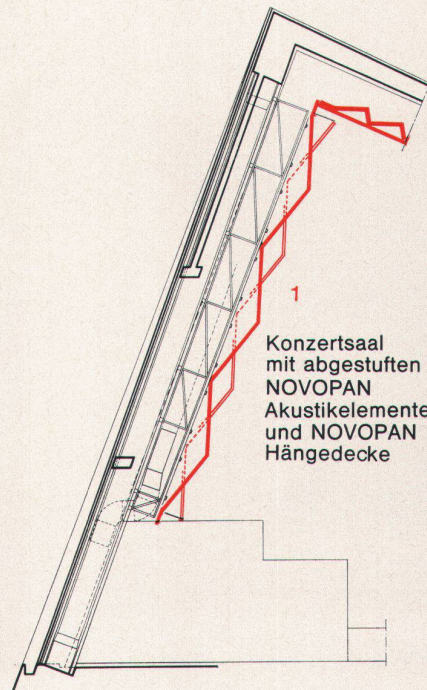 1
Konzertsaal
mit abgestuften
NOVOPAN
Akustikelemente
und NOVOPAN
Hängedecke